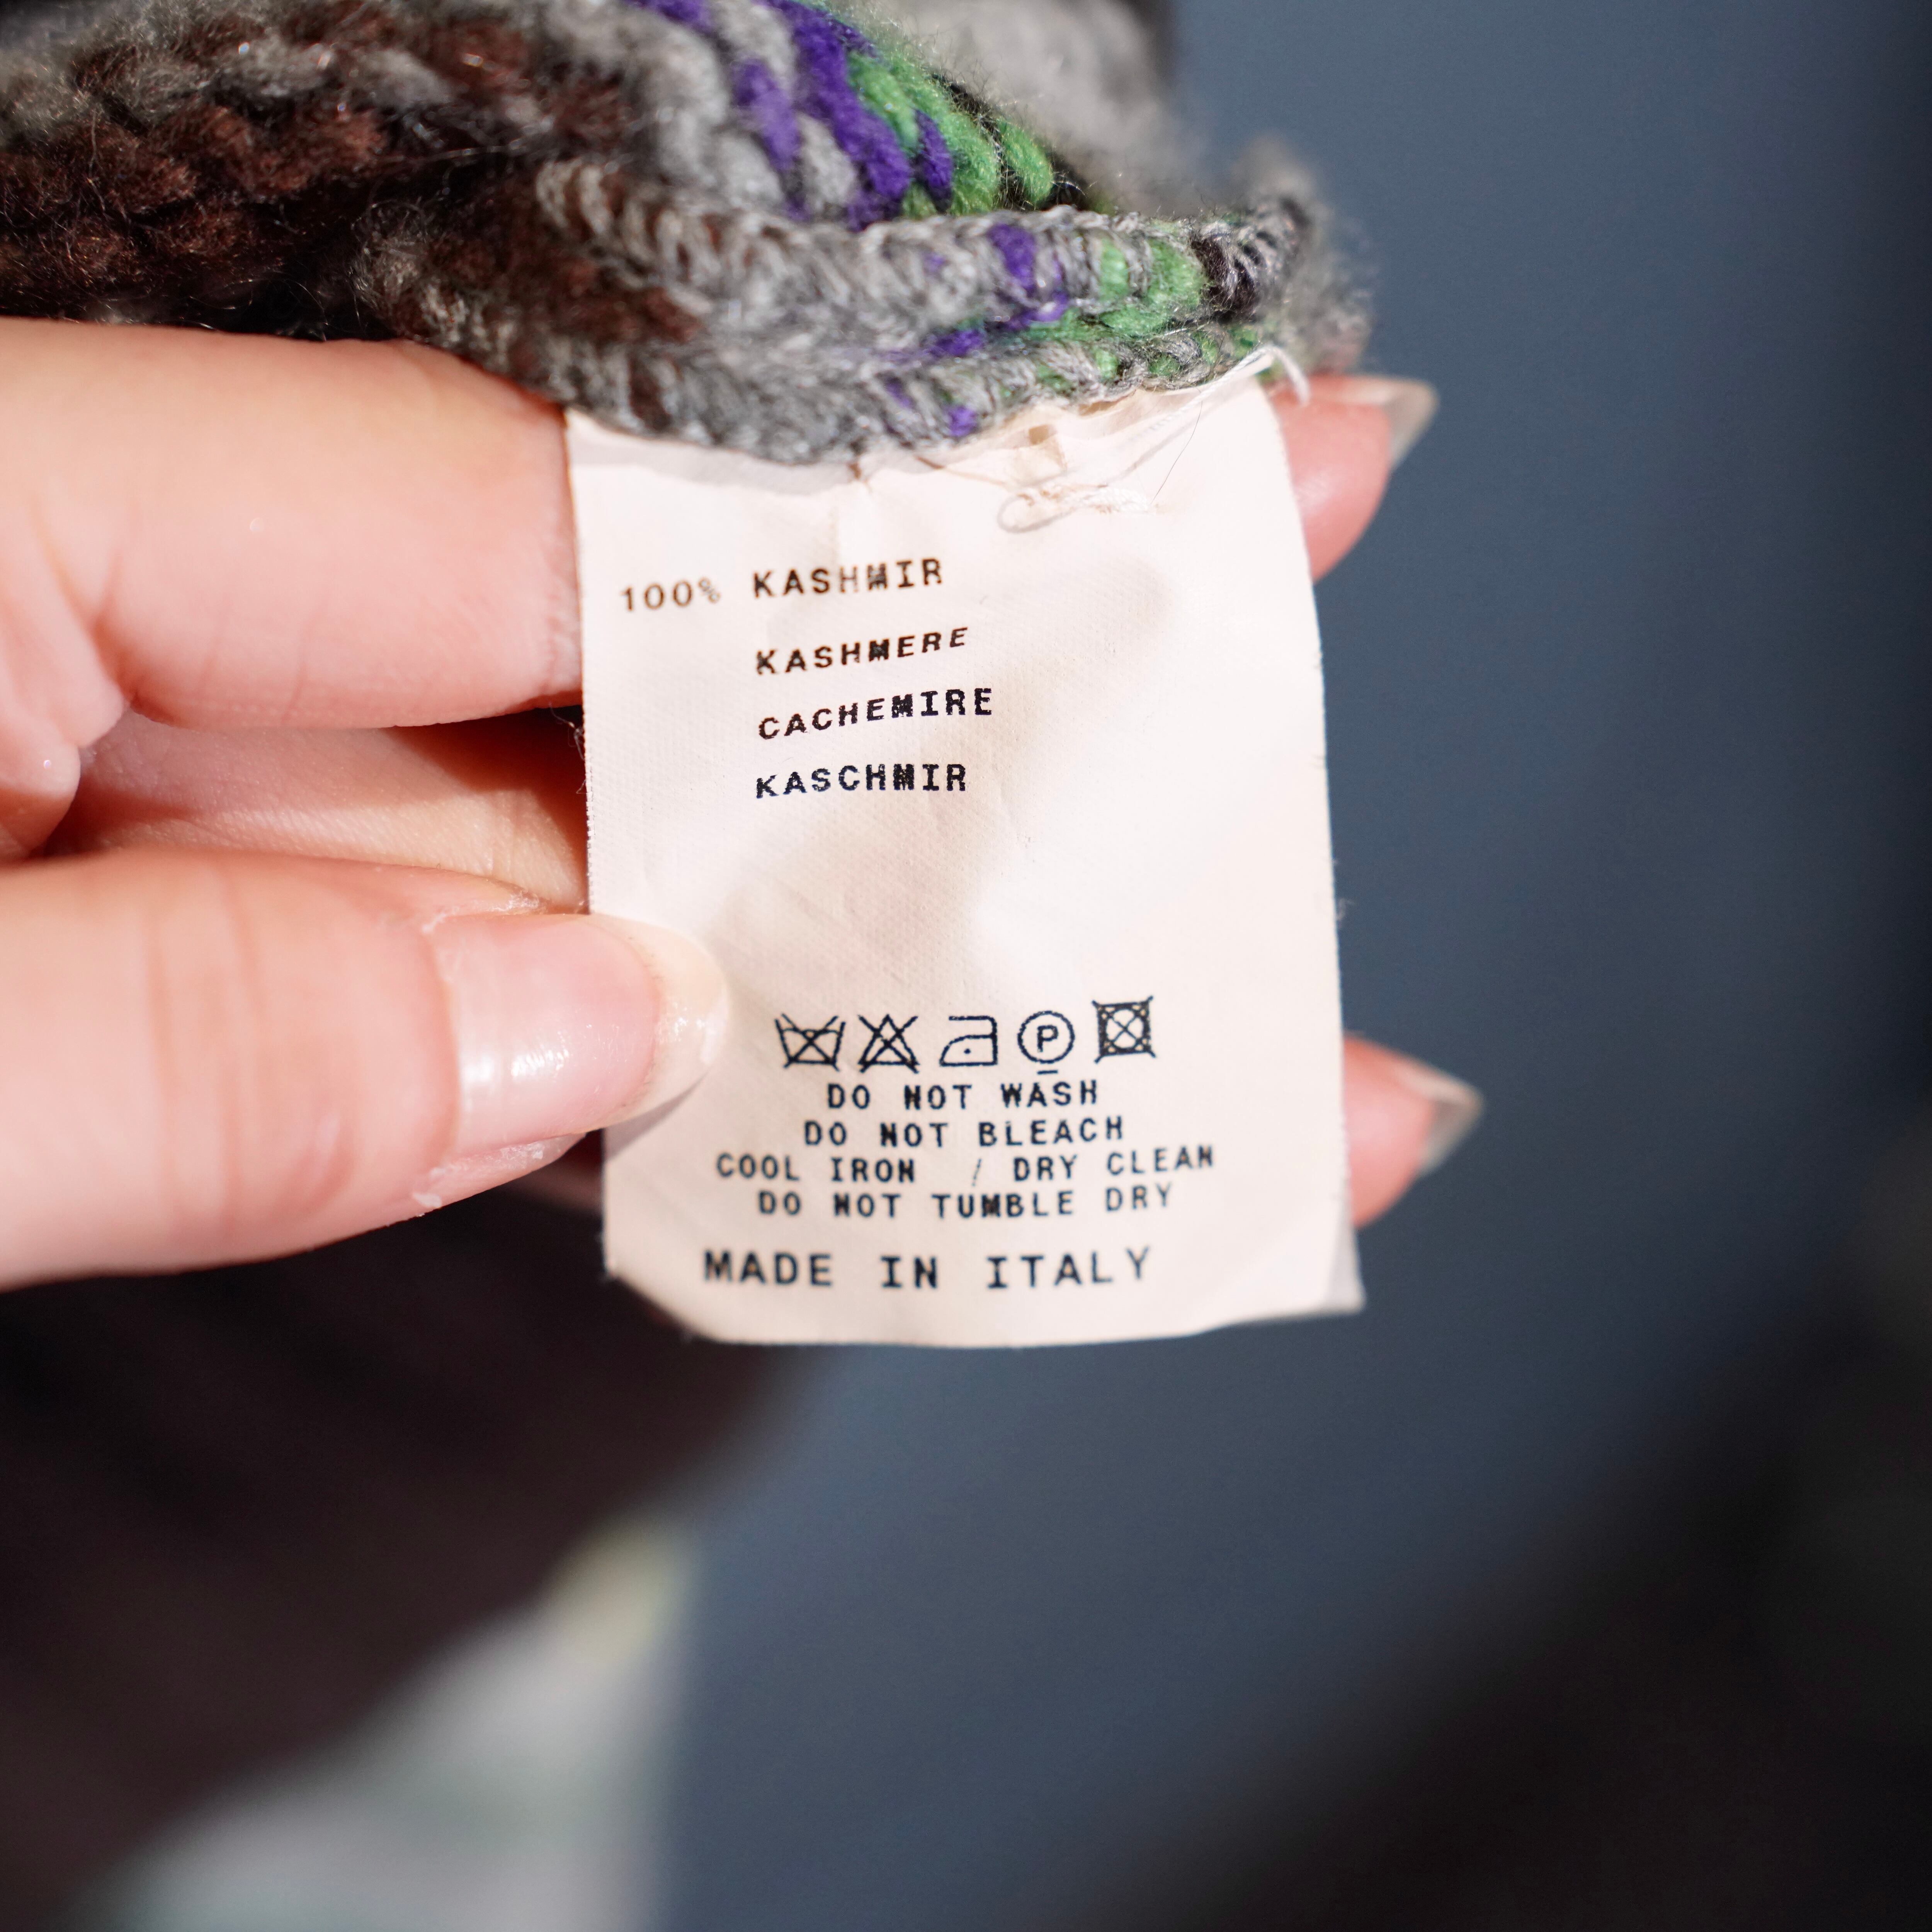 100% KASHMIR
KASHMERE
CACHEMIRE
KASCHMIR
P
DO NOT WASH
DO NOT BLEACH
COOL IRON / DRY CLEAN
DO NOT TUMBLE DRY
MADE IN ITALY